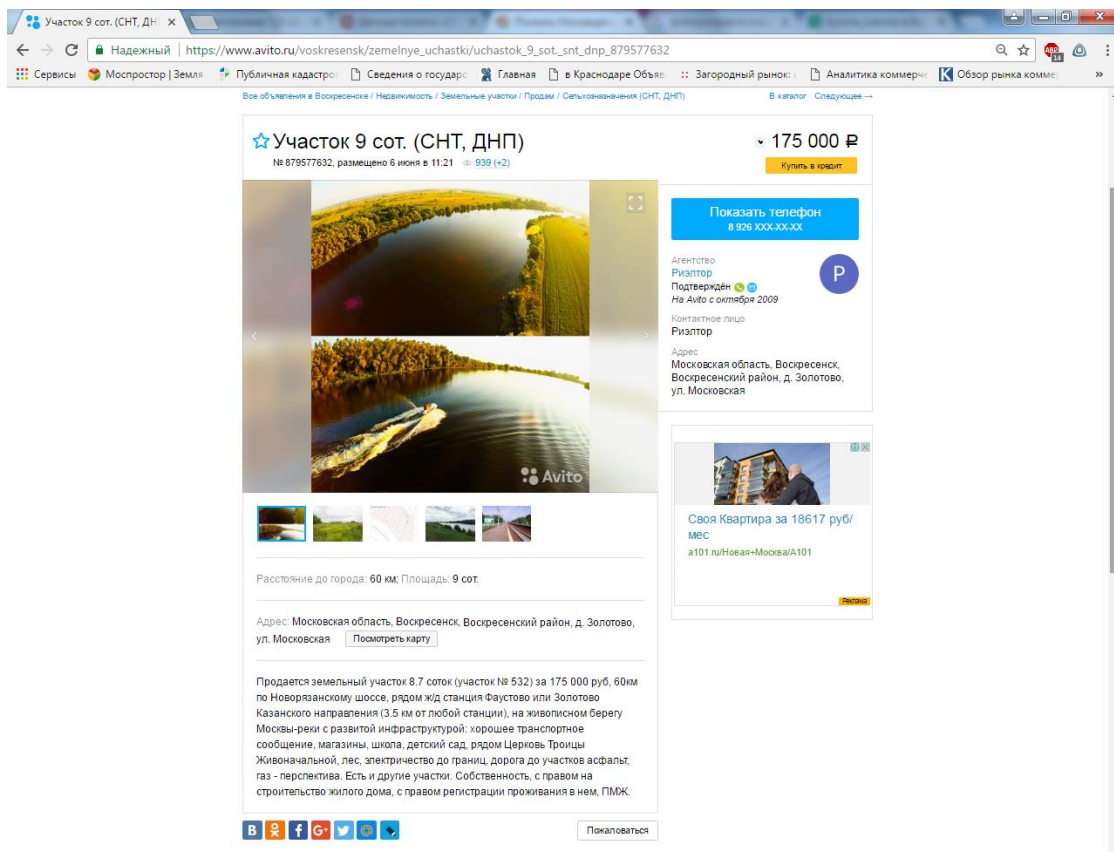 Участок 9 сот. (СНТ, ДН
Надежный | https://www.avito.ru/voskresensk/zemelnye_uchastki/uchastok_9_sot._snt_dnp_879577632
Сервисы Моспростор | Земля Публичная кадастро Сведения о государс Главная в Краснодаре Объяв Загородный рынок: Аналитика коммерч Обзор рынка комме »
Все объявления в Воскресенске / Недвижимость / Земельные участки / Продам / Сельхозназначения (СНТ, ДНП)
В каталог Следующее →
Участок 9 сот. (СНТ, ДНП)
№ 879577632, размещено 6 июня в 11:21 939 (+2)
175 000 ₽
Купить в кредит
Показать телефон
8 926 XXX-XX-XX
Агентство
Риэлтор
Подтверждён
На Avito с октября 2009
P
Контактное лицо
Риэлтор
Адрес
Московская область, Воскресенск,
Воскресенский район, д. Золотово,
ул. Московская
Avito
Своя Квартира за 18617 руб/
мес
a101.ru/Новая+Москва/А101
Реклама
Расстояние до города: 60 км; Площадь: 9 сот.
Адрес: Московская область, Воскресенск, Воскресенский район, д. Золотово,
ул. Московская Посмотреть карту
Продается земельный участок 8.7 соток (участок № 532) за 175 000 руб, 60км
по Новорязанскому шоссе, рядом ж/д станция Фаустово или Золотово
Казанского направления (3.5 км от любой станции), на живописном берегу
Москвы-реки с развитой инфраструктурой: хорошее транспортное
сообщение, магазины, школа, детский сад, рядом Церковь Троицы
Живоначальной, лес, электричество до границ, дорога до участков асфальт,
газ - перспектива. Есть и другие участки. Собственность, с правом на
строительство жилого дома, с правом регистрации проживания в нем, ПМЖ.
Пожаловаться